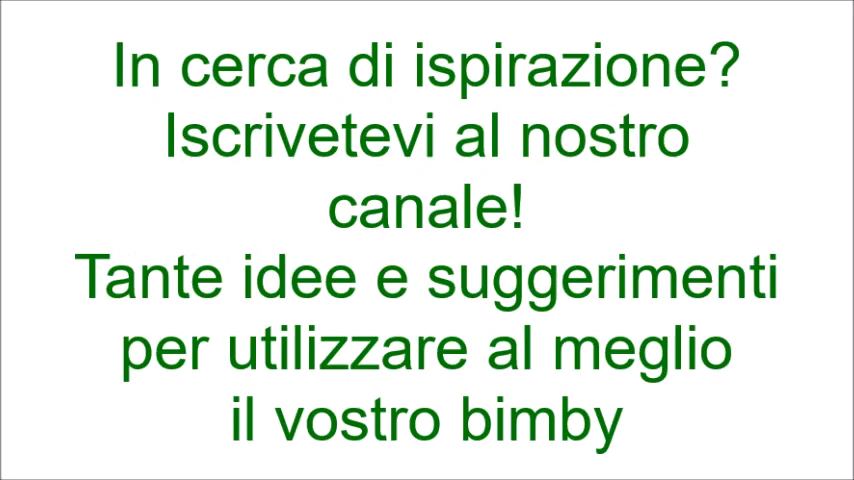 In cerca di ispirazione?
Iscrivetevi al nostro
canale!
Tante idee e suggerimenti
per utilizzare al meglio
il vostro bimby